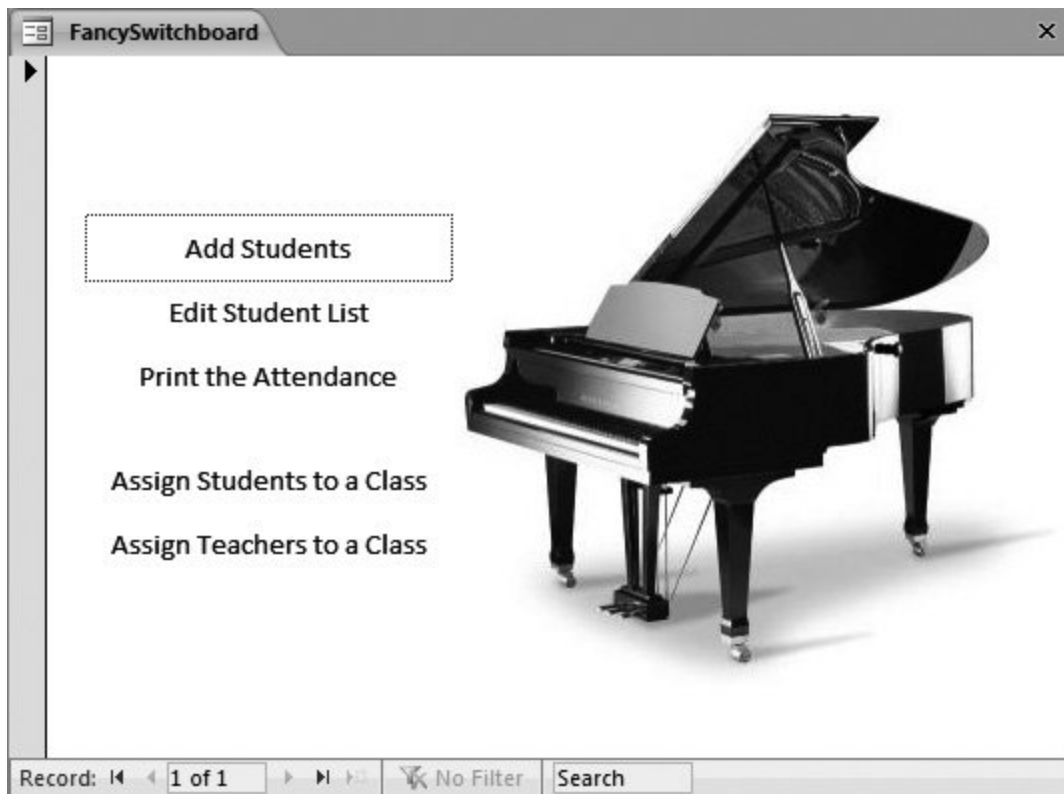 FancySwitchboard
Add Students
Edit Student List
Print the Attendance
Assign Students to a Class
Assign Teachers to a Class
Record: 1 of 1 No Filter Search